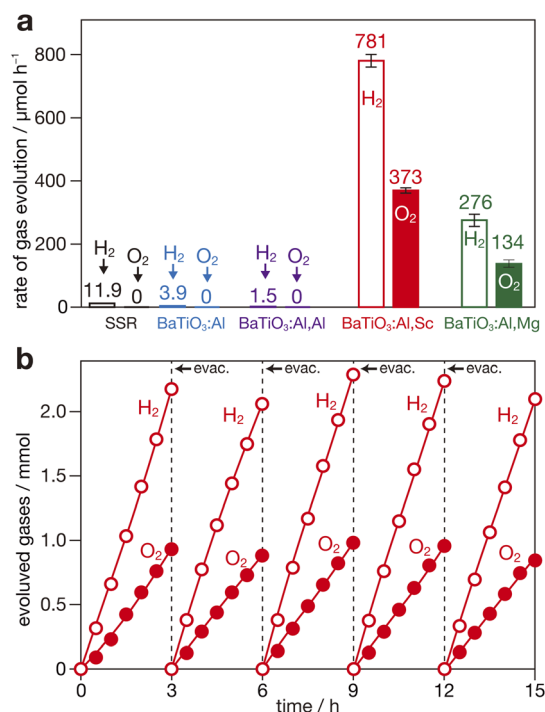 a
rate of gas evolution / μmol h⁻¹
800
600
400
200
0
781
H₂
373
O₂
276
H₂
134
O₂
H₂ O₂ H₂ O₂ H₂ O₂
11.9 0 3.9 0 1.5 0
SSR BaTiO₃:Al BaTiO₃:Al,Al BaTiO₃:Al,Sc BaTiO₃:Al,Mg
b
evoluved gases / mmol
2.0
1.5
1.0
0.5
0
evac. evac. evac. evac.
H₂ H₂ H₂ H₂ H₂
O₂ O₂ O₂ O₂ O₂
0 3 6 9 12 15
time / h